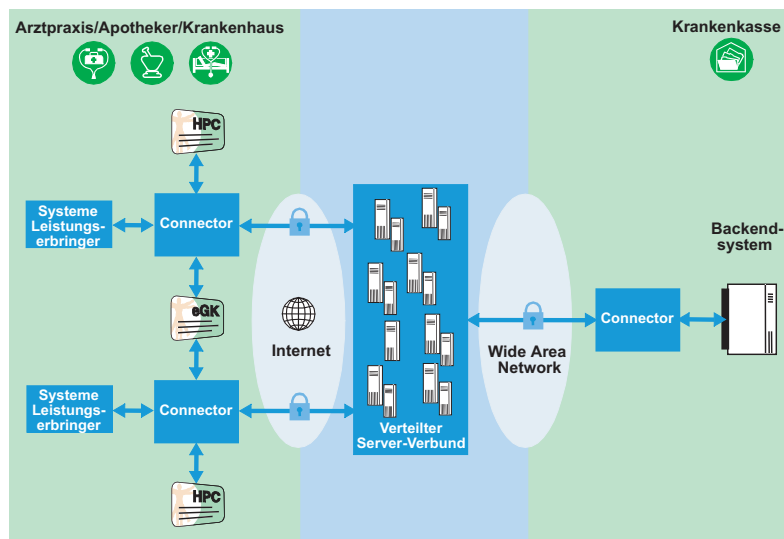 Arztpraxis/Apotheker/Krankenhaus
Krankenkasse
HPC
Systeme
Leistungs-
erbringer
Connector
Backend-
system
eGK
Internet
Connector
Wide Area
Network
Systeme
Leistungs-
erbringer
Connector
Verteilter
Server-Verbund
HPC